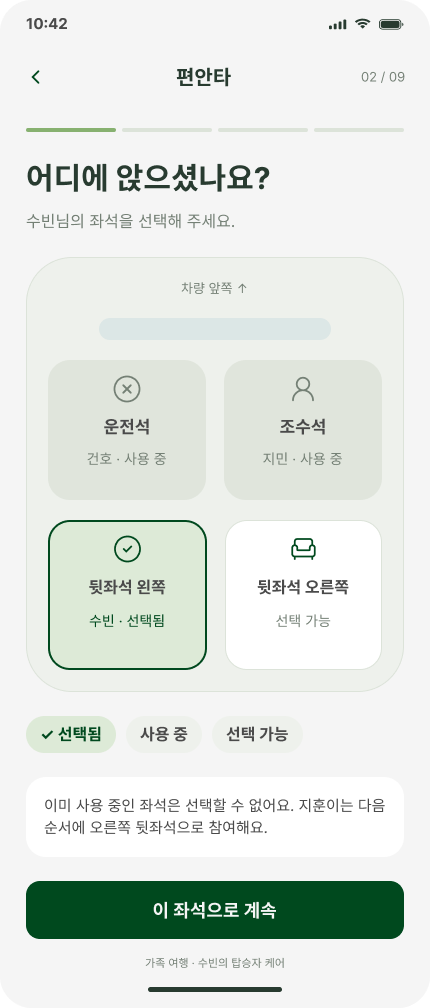 10:42
편안타
02 / 09
어디에 앉으셨나요?
수빈님의 좌석을 선택해 주세요.
차량 앞쪽 ↑
운전석
건호 · 사용 중
조수석
지민 · 사용 중
뒷좌석 왼쪽
수빈 · 선택됨
뒷좌석 오른쪽
선택 가능
✓ 선택됨
사용 중
선택 가능
이미 사용 중인 좌석은 선택할 수 없어요. 지훈이는 다음
순서에 오른쪽 뒷좌석으로 참여해요.
이 좌석으로 계속
가족 여행 · 수빈의 탑승자 케어